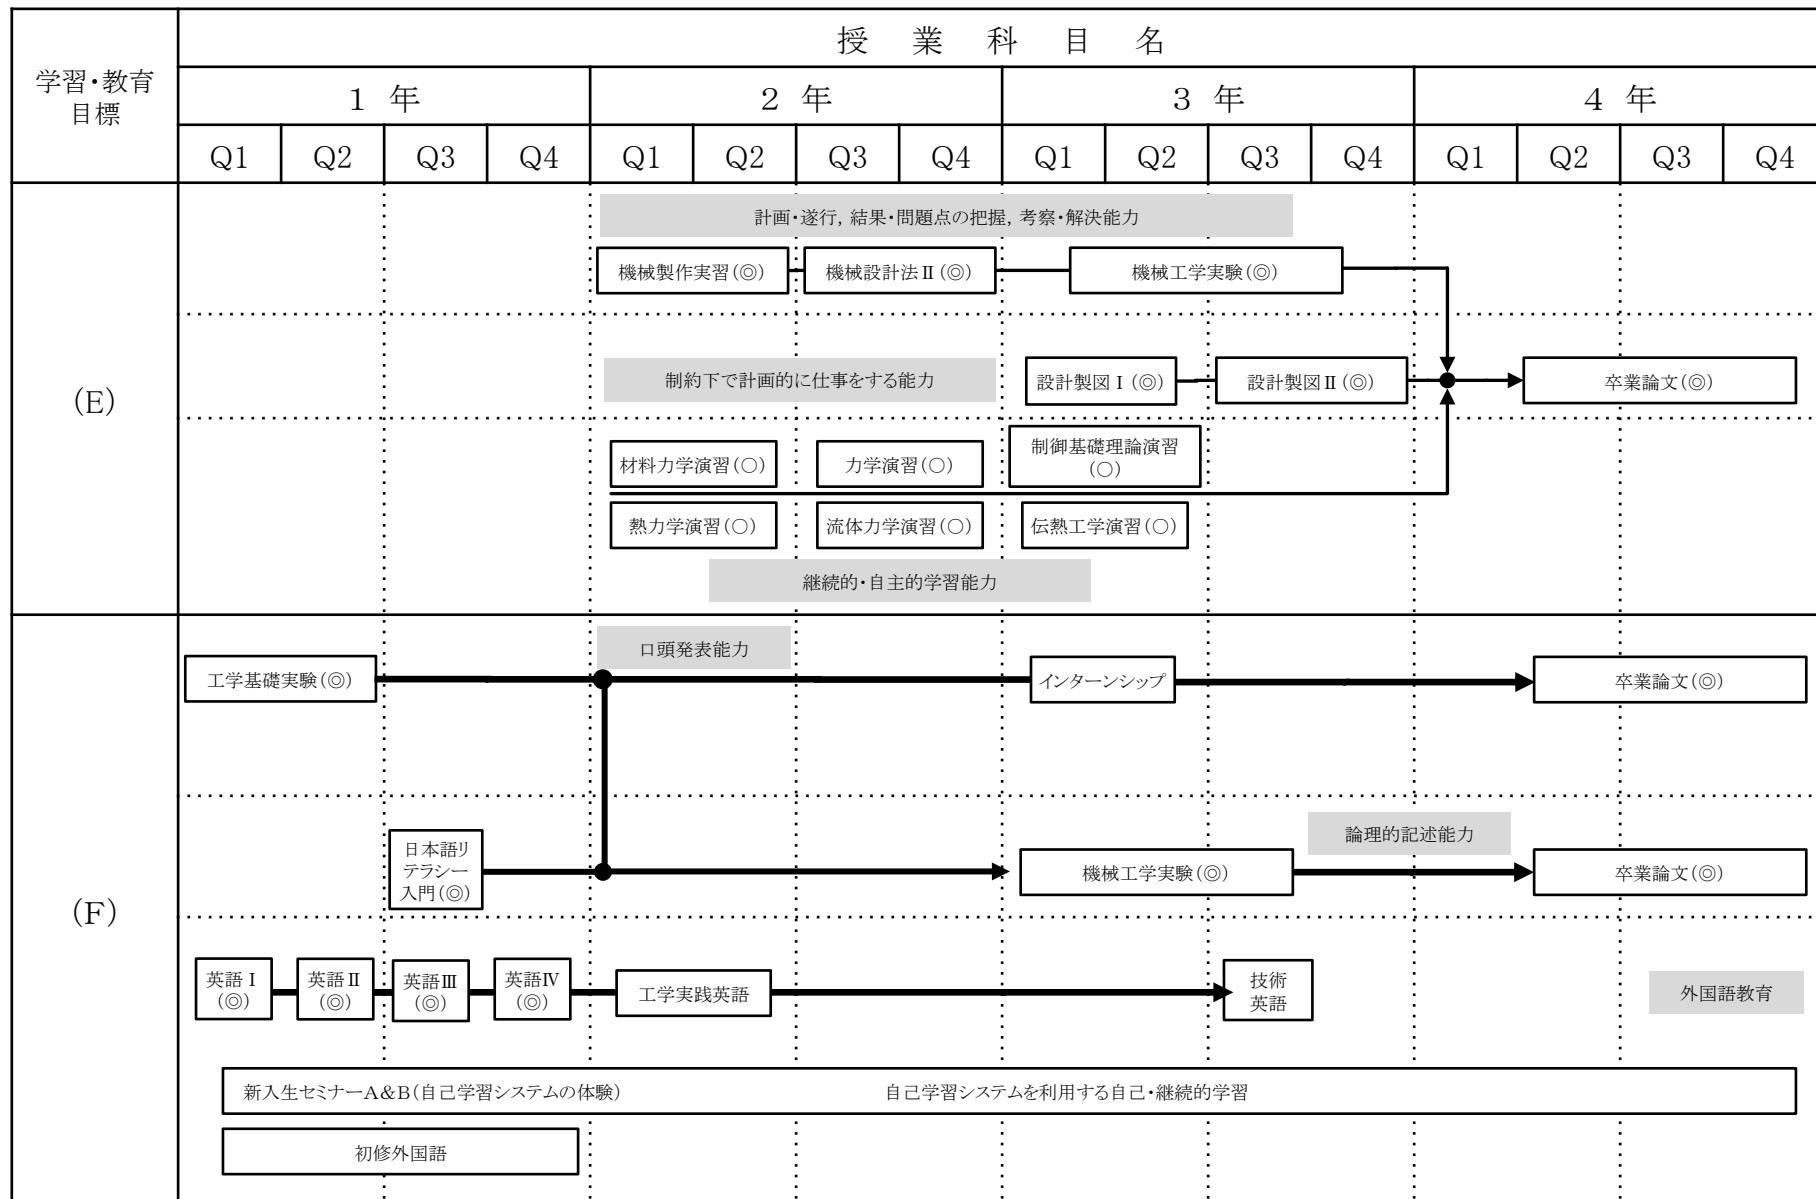 授 業 科 目 名
学習・教育
目標
1 年
2 年
3 年
4 年
Q1
Q2
Q3
Q4
Q1
Q2
Q3
Q4
Q1
Q2
Q3
Q4
Q1
Q2
Q3
Q4
(E)
計画・遂行, 結果・問題点の把握, 考察・解決能力
機械製作実習(◎)
機械設計法Ⅱ(◎)
機械工学実験(◎)
制約下で計画的に仕事をする能力
設計製図Ⅰ(◎)
設計製図Ⅱ(◎)
卒業論文(◎)
材料力学演習(○)
力学演習(○)
制御基礎理論演習
(○)
熱力学演習(○)
流体力学演習(○)
伝熱工学演習(○)
継続的・自主的学習能力
(F)
口頭発表能力
工学基礎実験(◎)
インターンシップ
卒業論文(◎)
論理的記述能力
日本語リ
テラシー
入門(◎)
機械工学実験(◎)
卒業論文(◎)
英語Ⅰ
(◎)
英語Ⅱ
(◎)
英語Ⅲ
(◎)
英語Ⅳ
(◎)
工学実践英語
技術
英語
外国語教育
新入生セミナーA&B(自己学習システムの体験)
自己学習システムを利用する自己・継続的学習
初修外国語